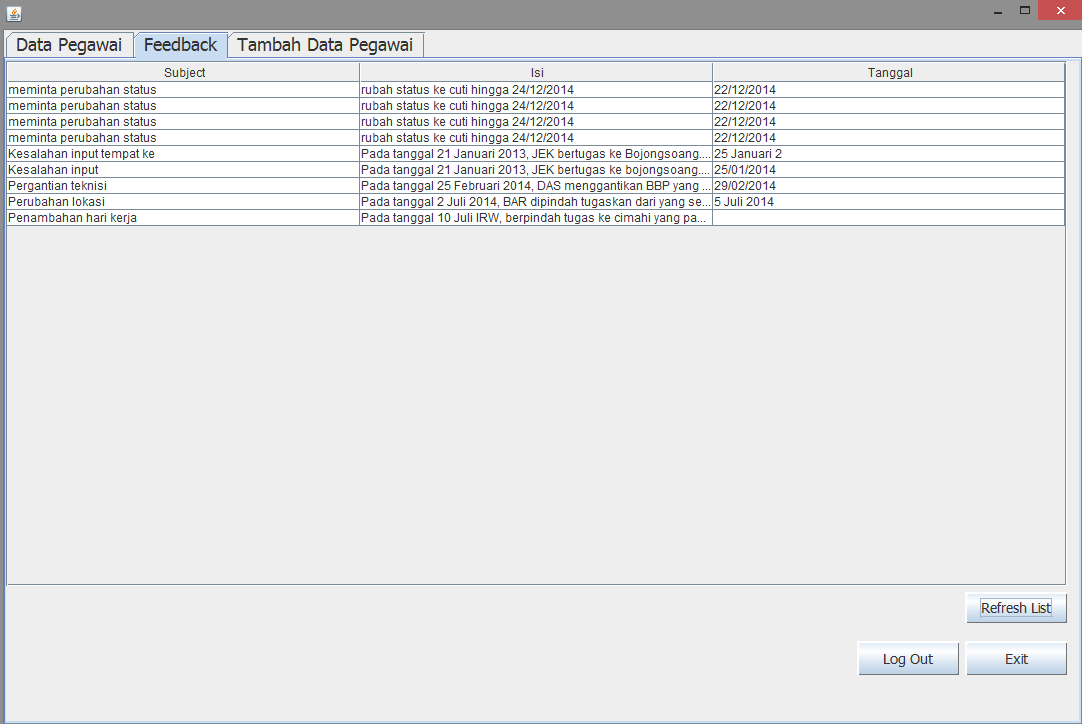 Data Pegawai Feedback Tambah Data Pegawai
Subject Isi Tanggal
meminta perubahan status rubah status ke cuti hingga 24/12/2014 22/12/2014
meminta perubahan status rubah status ke cuti hingga 24/12/2014 22/12/2014
meminta perubahan status rubah status ke cuti hingga 24/12/2014 22/12/2014
meminta perubahan status rubah status ke cuti hingga 24/12/2014 22/12/2014
Kesalahan input tempat ke Pada tanggal 21 Januari 2013, JEK bertugas ke Bojongsoang.... 25 Januari 2
Kesalahan input Pada tanggal 21 Januari 2013, JEK bertugas ke bojongsoang.... 25/01/2014
Pergantian teknisi Pada tanggal 25 Februari 2014, DAS menggantikan BBP yang ... 29/02/2014
Perubahan lokasi Pada tanggal 2 Juli 2014, BAR dipindah tugaskan dari yang se... 5 Juli 2014
Penambahan hari kerja Pada tanggal 10 Juli IRW, berpindah tugas ke cimahi yang pa...
Refresh List
Log Out Exit